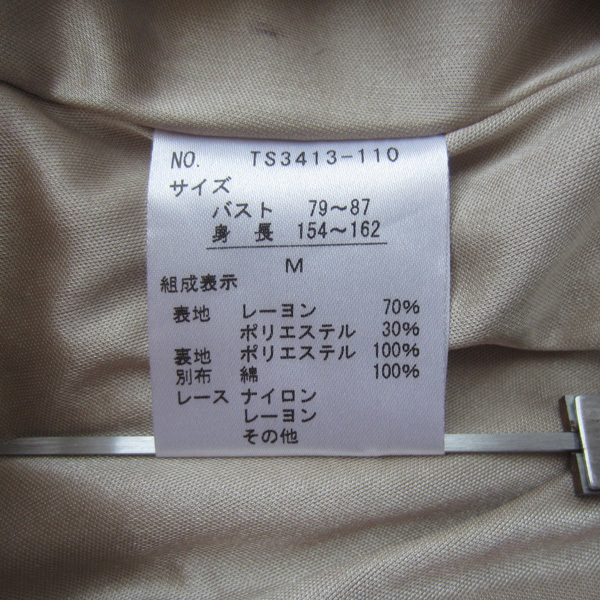 NO. TS3413-110
サイズ
バスト 79～87
身長 154～162
M
組成表示
表地 レーヨン 70%
ポリエステル 30%
裏地 ポリエステル 100%
別布 綿 100%
レース ナイロン
レーヨン
その他